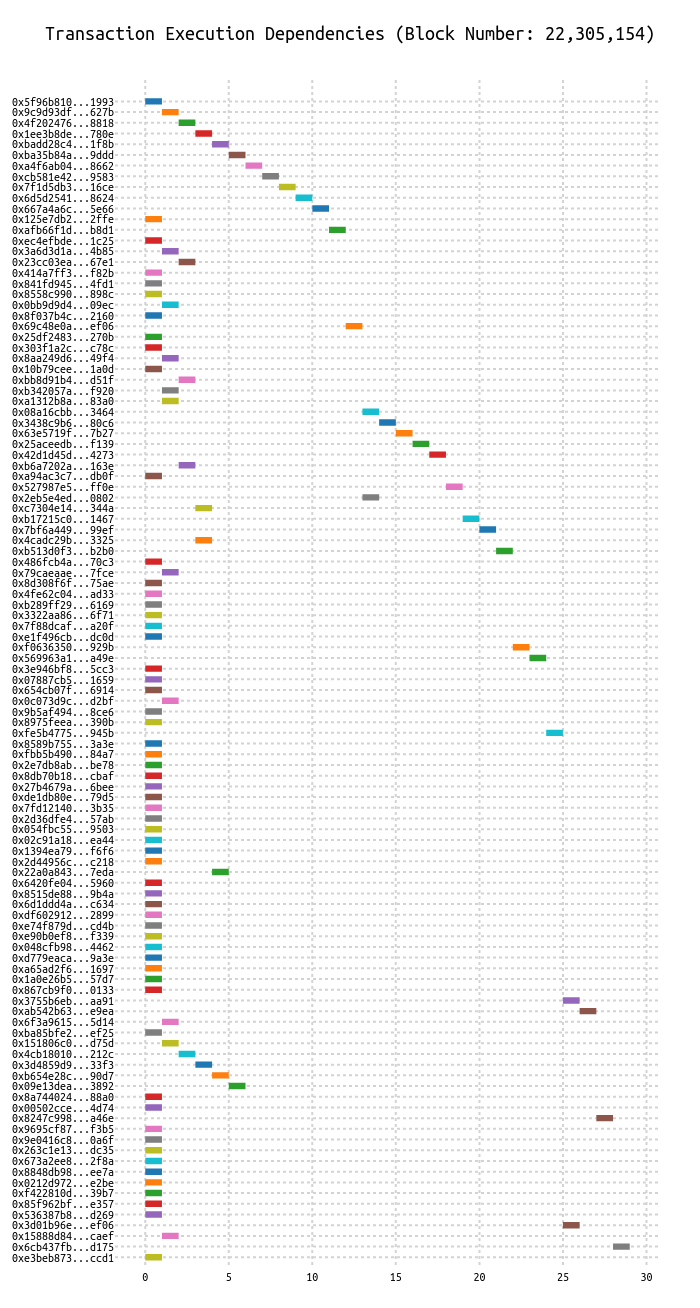 Transaction Execution Dependencies (Block Number: 22,305,154)
0x5f96b810...1993
0x9c9d93df...627b
0x4f202476...8818
0x1ee3b8de...780e
0xbadd28c4...1f8b
0xba35b84a...9ddd
0xa4f6ab04...8662
0xcb581e42...9583
0x7f1d5db3...16ce
0x6d5d2541...8624
0x667a4a6c...5e66
0x125e7db2...2ffe
0xafb66f1d...b8d1
0xec4efbde...1c25
0x3a6d3d1a...4b85
0x23cc03ea...67e1
0x414a7ff3...f82b
0x841fd945...4fd1
0x8558c990...898c
0x0bb9d9d4...09ec
0x8f037b4c...2160
0x69c48e0a...ef06
0x25df2483...270b
0x303f1a2c...c78c
0x8aa249d6...49f4
0x10b79cee...1a0d
0xbb8d91b4...d51f
0xb342057a...f920
0xa1312b8a...83a0
0x08a16cbb...3464
0x3438c9b6...80c6
0x63e5719f...7b27
0x25aceedb...f139
0x42d1d45d...4273
0xb6a7202a...163e
0xa94ac3c7...db0f
0x527987e5...ff0e
0x2eb5e4ed...0802
0xc7304e14...344a
0xb17215c0...1467
0x7bf6a449...99ef
0x4cadc29b...3325
0xb513d0f3...b2b0
0x486fcb4a...70c3
0x79caeaae...7fce
0x8d308f6f...75ae
0x4fe62c04...ad33
0xb289ff29...6169
0x3322aa86...6f71
0x7f88dcaf...a20f
0xe1f496cb...dc0d
0xf0636350...929b
0x569963a1...a49e
0x3e946bf8...5cc3
0x07887cb5...1659
0x654cb07f...6914
0x0c073d9c...d2bf
0x9b5af494...8ce6
0x8975feea...390b
0xfe5b4775...945b
0x8589b755...3a3e
0xfbb5b490...84a7
0x2e7db8ab...be78
0x8db70b18...cbaf
0x27b4679a...6bee
0xde1db80e...79d5
0x7fd12140...3b35
0x2d36dfe4...57ab
0x054fbc55...9503
0x02c91a18...ea44
0x1394ea79...f6f6
0x2d44956c...c218
0x22a0a843...7eda
0x6420fe04...5960
0x8515de88...9b4a
0x6d1ddd4a...c634
0xdf602912...2899
0xe74f879d...cd4b
0xe90b0ef8...f339
0x048cfb98...4462
0xd779eaca...9a3e
0xa65ad2f6...1697
0x1a0e26b5...57d7
0x867cb9f0...0133
0x3755b6eb...aa91
0xab542b63...e9ea
0x6f3a9615...5d14
0xba85bfe2...ef25
0x151806c0...d75d
0x4cb18010...212c
0x3d4859d9...33f3
0xb654e28c...90d7
0x09e13dea...3892
0x8a744024...88a0
0x00502cce...4d74
0x8247c998...a46e
0x9695cf87...f3b5
0x9e0416c8...0a6f
0x263c1e13...dc35
0x673a2ee8...2f8a
0x8848db98...ee7a
0x0212d972...e2be
0xf422810d...39b7
0x85f962bf...e357
0x536387b8...d269
0x3d01b96e...ef06
0x15888d84...caef
0x6cb437fb...d175
0xe3beb873...ccd1
0 5 10 15 20 25 30